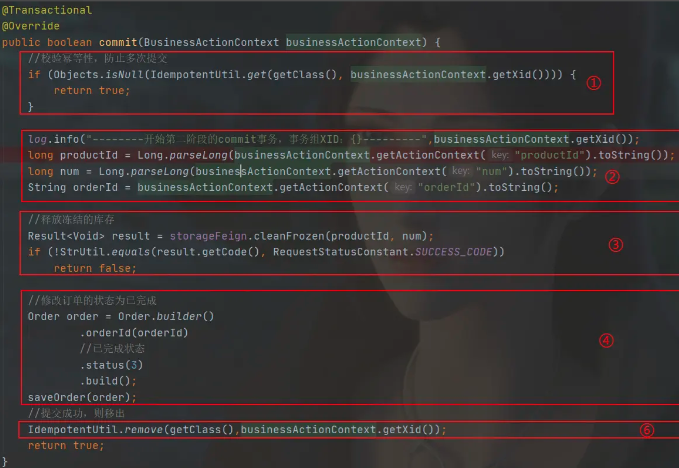 @Transactional
@Override
public boolean commit(BusinessActionContext businessActionContext) {
//校验幂等性，防止多次提交
if (Objects.isNull(IdempotentUtil.get(getClass(), businessActionContext.getXid()))) {
return true;
}
①
log.info("--------开始第二阶段的commit事务，事务组XID：{}---------",businessActionContext.getXid());
long productId = Long.parseLong(businessActionContext.getActionContext( key: "productId").toString());
long num = Long.parseLong(businessActionContext.getActionContext( key: "num").toString());
②
String orderId = businessActionContext.getActionContext( key: "orderId").toString();
//释放冻结的库存
Result<Void> result = storageFeign.cleanFrozen(productId, num);
③
if (!StrUtil.equals(result.getCode(), RequestStatusConstant.SUCCESS_CODE))
return false;
//修改订单的状态为已完成
Order order = Order.builder()
.orderId(orderId)
④
//已完成状态
.status(3)
.build();
saveOrder(order);
//提交成功，则移出
IdempotentUtil.remove(getClass(),businessActionContext.getXid());
⑥
return true;
}